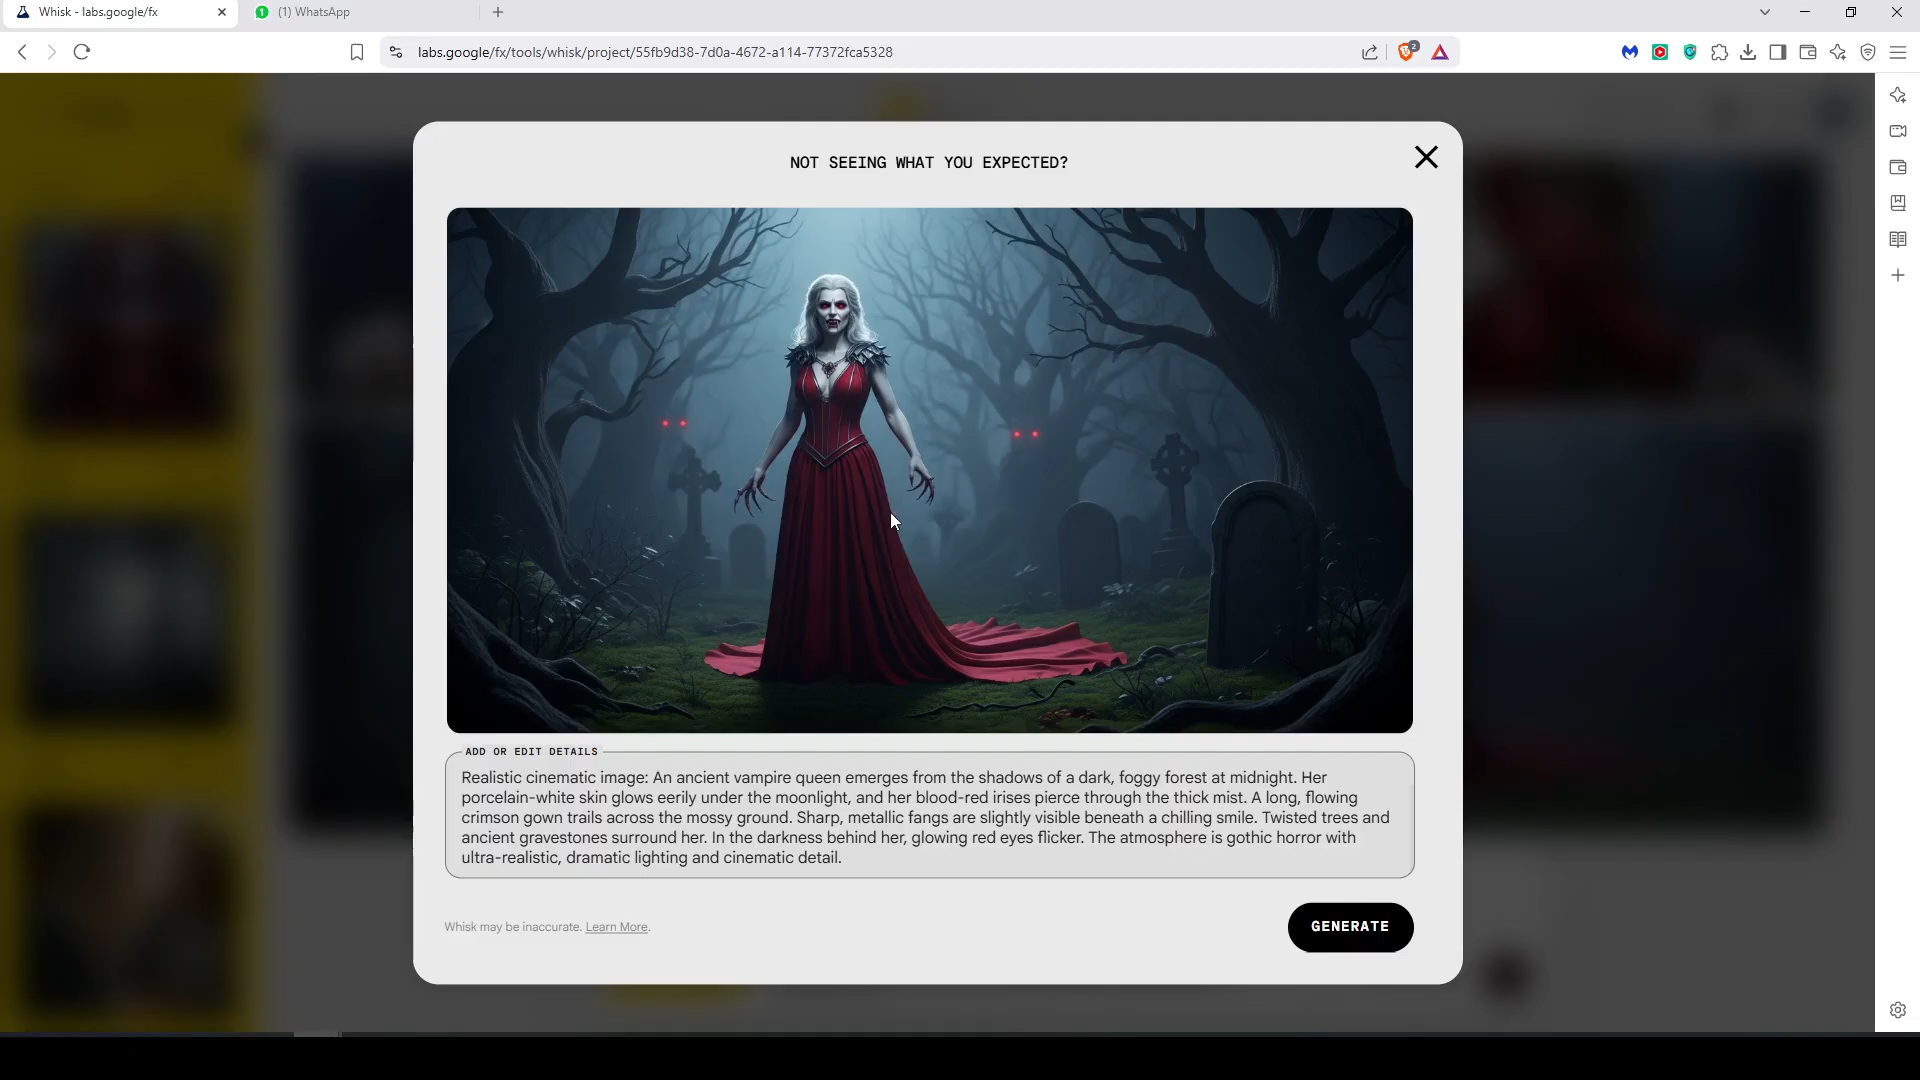 Whisk - labs.google/fx
1
(1) WhatsApp
labs.google/fx/tools/whisk/project/55fb9d38-7d0a-4672-a114-77372fca5328
2
NOT SEEING WHAT YOU EXPECTED?
ADD OR EDIT DETAILS
Realistic cinematic image: An ancient vampire queen emerges from the shadows of a dark, foggy forest at midnight. Her
porcelain-white skin glows eerily under the moonlight, and her blood-red irises pierce through the thick mist. A long, flowing
crimson gown trails across the mossy ground. Sharp, metallic fangs are slightly visible beneath a chilling smile. Twisted trees and
ancient gravestones surround her. In the darkness behind her, glowing red eyes flicker. The atmosphere is gothic horror with
ultra-realistic, dramatic lighting and cinematic detail.
Whisk may be inaccurate. Learn More.
GENERATE